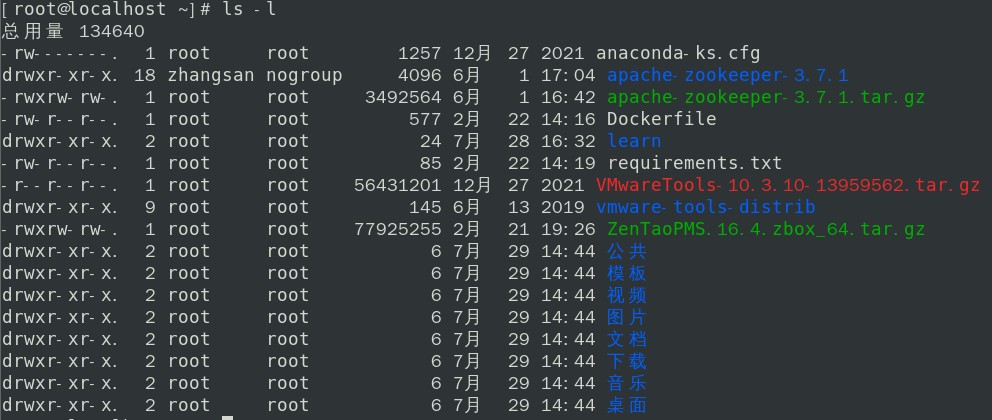 [root@localhost ~]# ls -l
总用量 134640
-rw-------.  1 root     root         1257 12月  27 2021 anaconda-ks.cfg
drwxr-xr-x. 18 zhangsan nogroup      4096 6月    1 17:04 apache-zookeeper-3.7.1
-rwxrw-rw-.  1 root     root      3492564 6月    1 16:42 apache-zookeeper-3.7.1.tar.gz
-rw-r--r--.  1 root     root          577 2月   22 14:16 Dockerfile
drwxr-xr-x.  2 root     root           24 7月   28 16:32 learn
-rw-r--r--.  1 root     root           85 2月   22 14:19 requirements.txt
-r--r--r--.  1 root     root     56431201 12月  27 2021 VMwareTools-10.3.10-13959562.tar.gz
drwxr-xr-x.  9 root     root          145 6月   13 2019 vmware-tools-distrib
-rwxrw-rw-.  1 root     root     77925255 2月   21 19:26 ZenTaoPMS.16.4.zbox_64.tar.gz
drwxr-xr-x.  2 root     root            6 7月   29 14:44 公共
drwxr-xr-x.  2 root     root            6 7月   29 14:44 模板
drwxr-xr-x.  2 root     root            6 7月   29 14:44 视频
drwxr-xr-x.  2 root     root            6 7月   29 14:44 图片
drwxr-xr-x.  2 root     root            6 7月   29 14:44 文档
drwxr-xr-x.  2 root     root            6 7月   29 14:44 下载
drwxr-xr-x.  2 root     root            6 7月   29 14:44 音乐
drwxr-xr-x.  2 root     root            6 7月   29 14:44 桌面